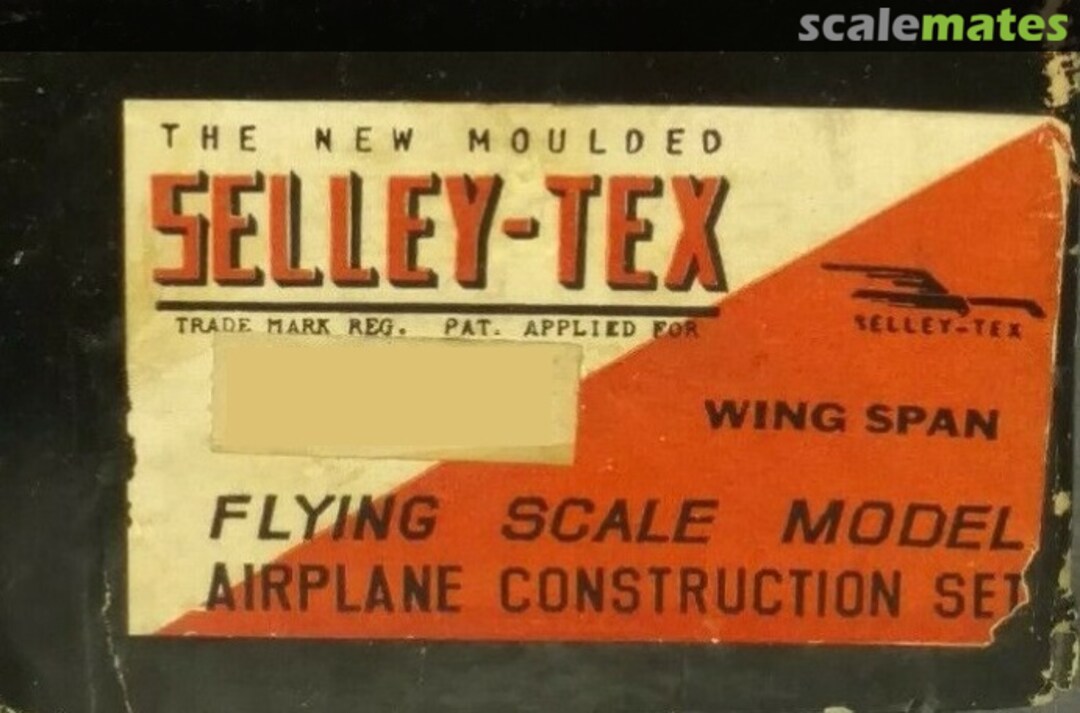 scalemates
THE NEW MOULDED
SELLEY-TEX
TRADE MARK REG. PAT. APPLIED FOR
SELLEY-TEX
WING SPAN
FLYING SCALE MODEL
AIRPLANE CONSTRUCTION SET